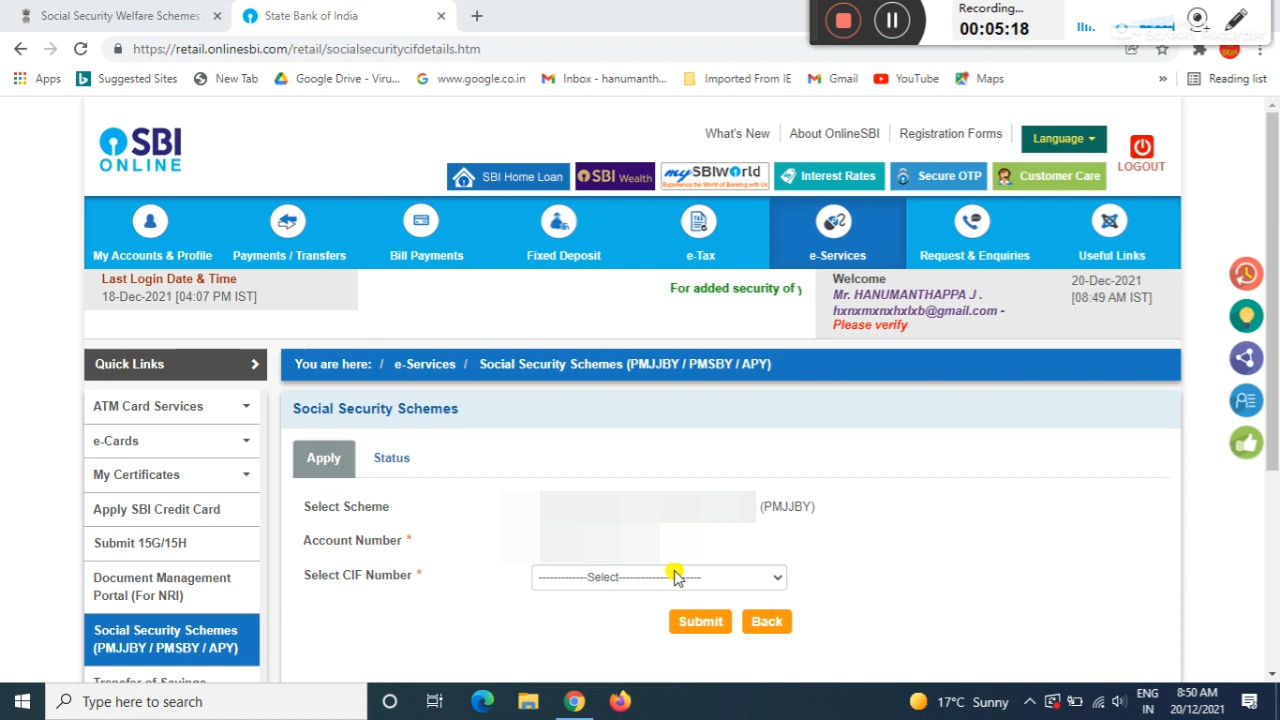 Social Security Welfare Schemes
State Bank of India
Recording...
00:05:18
https://retail.onlinesbi.com/retail/socialsecuritycifdetails.htm
Apps
Suggested Sites
New Tab
Google Drive - Viru...
www.google.co.in
Inbox - hanumanth...
Imported From IE
Gmail
YouTube
Maps
»
Reading list
SBI
ONLINE
What's New
About OnlineSBI
Registration Forms
Language
LOGOUT
SBI Home Loan
SBI Wealth
my SBIWorld
Experience the World of Banking with Us
Interest Rates
Secure OTP
Customer Care
My Accounts & Profile
Payments / Transfers
Bill Payments
Fixed Deposit
e-Tax
e-Services
Request & Enquiries
Useful Links
Last Login Date & Time
18-Dec-2021 [04:07 PM IST]
For added security of y
Welcome
Mr. HANUMANTHAPPA J .
hxnxmxnxhxlxb@gmail.com -
Please verify
20-Dec-2021
[08:49 AM IST]
Quick Links
You are here: / e-Services / Social Security Schemes (PMJJBY / PMSBY / APY)
ATM Card Services
e-Cards
My Certificates
Apply SBI Credit Card
Submit 15G/15H
Document Management
Portal (For NRI)
Social Security Schemes
(PMJJBY / PMSBY / APY)
Social Security Schemes
Apply
Status
Select Scheme
(PMJJBY)
Account Number *
Select CIF Number *
-------------Select----------------------
Submit
Back
Type here to search
17°C Sunny
ENG
IN
8:50 AM
20/12/2021